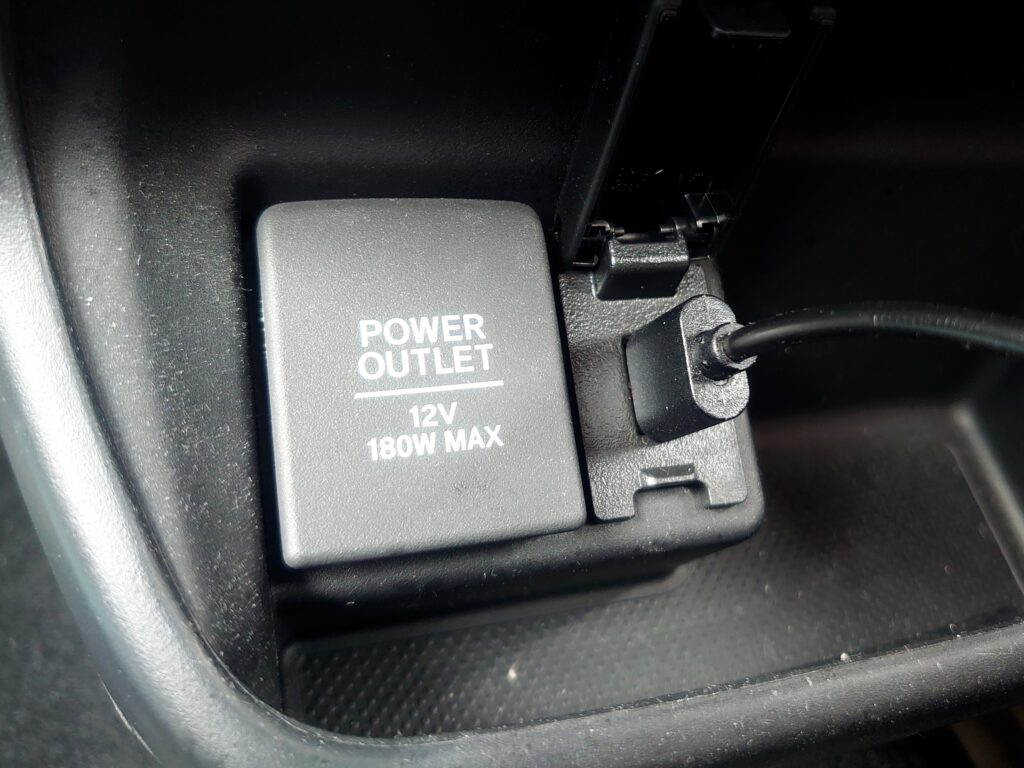 POWER
OUTLET
12V
180W MAX